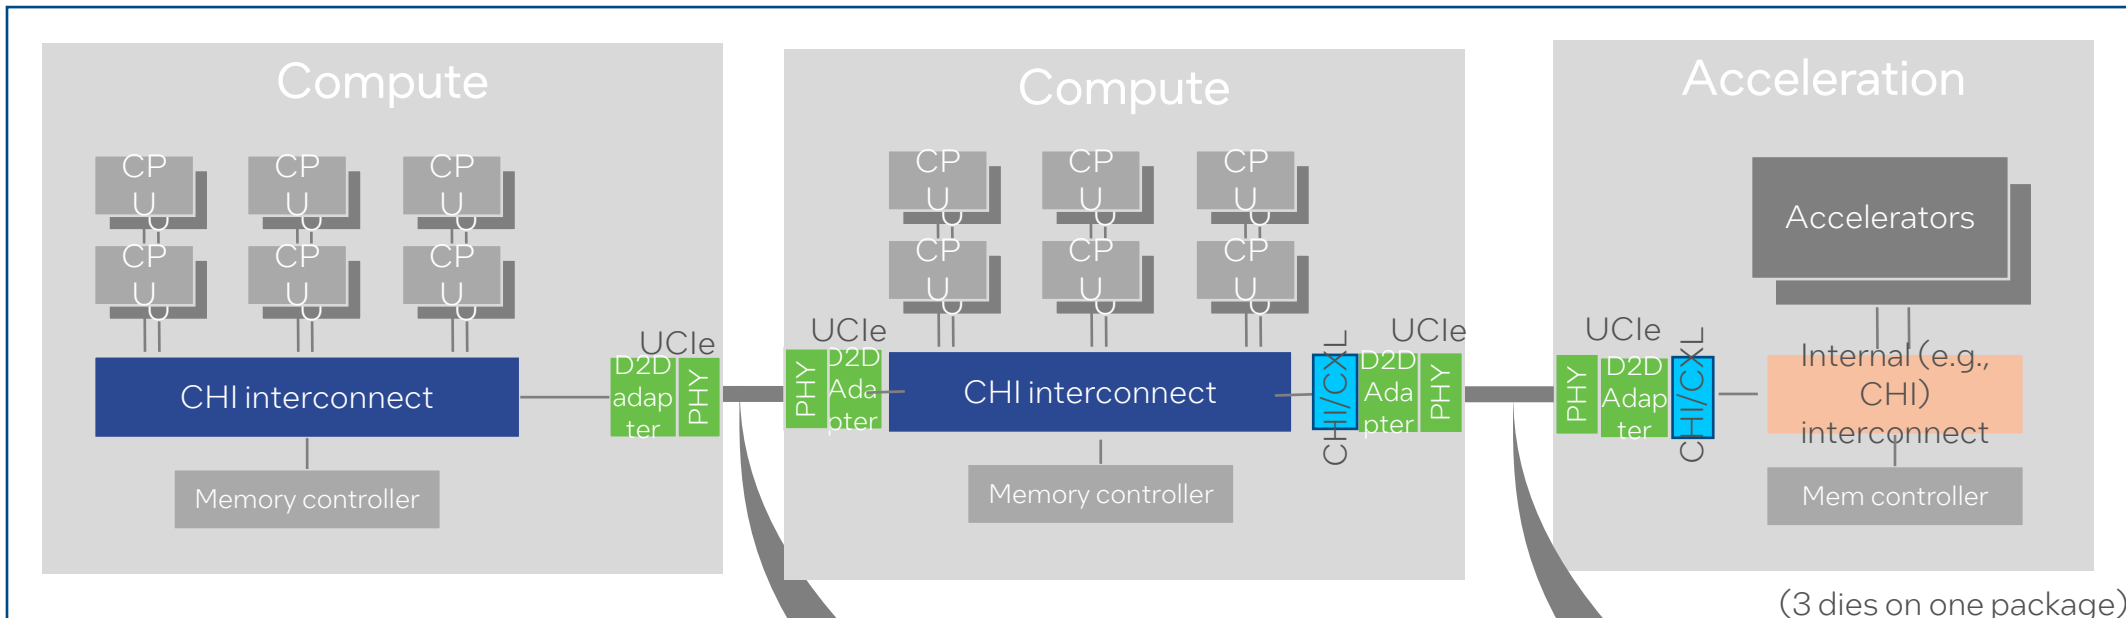 Compute
CP
U
U
CP
U
U
CP
U
U
CP
U
U
CP
U
U
CP
U
U
UCIe
CHI interconnect
D2D
adap
ter
PHY
Memory controller
Compute
CP
U
U
CP
U
U
CP
U
U
CP
U
U
CP
U
U
CP
U
U
UCIe
PHY
D2D
Ada
pter
CHI interconnect
CHI/CXL
UCIe
D2D
Ada
pter
PHY
Memory controller
Acceleration
Accelerators
UCIe
PHY
D2D
Adap
ter
CHI/CXL
Internal (e.g.,
CHI)
interconnect
Mem controller
(3 dies on one package)